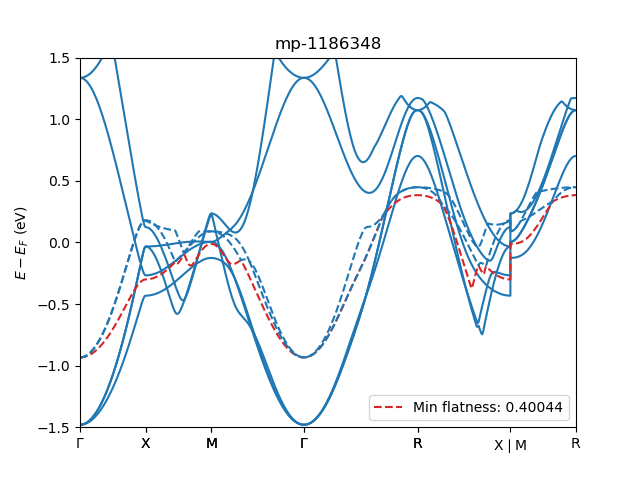 mp-1186348
E − E_F (eV)
1.5
1.0
0.5
0.0
−0.5
−1.0
−1.5
Min flatness: 0.40044
Γ X M Γ R X | M R